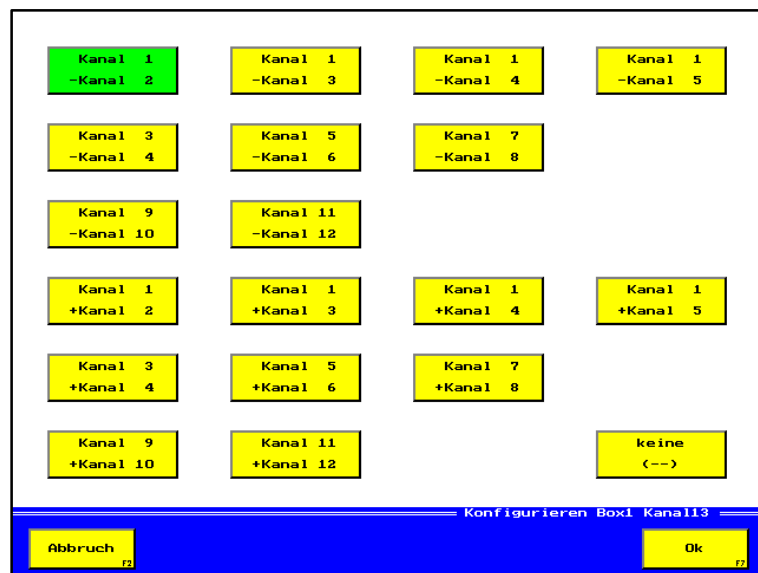 Kanal 1
-Kanal 2
Kanal 1
-Kanal 3
Kanal 1
-Kanal 4
Kanal 1
-Kanal 5
Kanal 3
-Kanal 4
Kanal 5
-Kanal 6
Kanal 7
-Kanal 8
Kanal 9
-Kanal 10
Kanal 11
-Kanal 12
Kanal 1
+Kanal 2
Kanal 1
+Kanal 3
Kanal 1
+Kanal 4
Kanal 1
+Kanal 5
Kanal 3
+Kanal 4
Kanal 5
+Kanal 6
Kanal 7
+Kanal 8
Kanal 9
+Kanal 10
Kanal 11
+Kanal 12
keine
(--)
Konfigurieren Box1 Kanal13
Abbruch
F2
Ok
F7